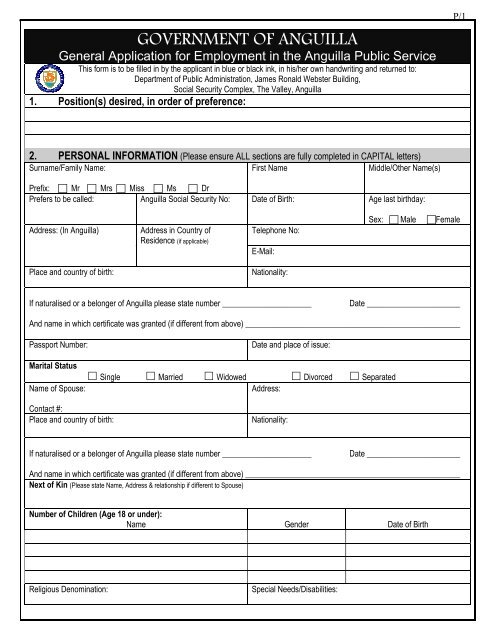 P/1
GOVERNMENT OF ANGUILLA
General Application for Employment in the Anguilla Public Service
This form is to be filled in by the applicant in blue or black ink, in his/her own handwriting and returned to:
Department of Public Administration, James Ronald Webster Building,
Social Security Complex, The Valley, Anguilla
1. Position(s) desired, in order of preference:
2. PERSONAL INFORMATION (Please ensure ALL sections are fully completed in CAPITAL letters)
Surname/Family Name: First Name Middle/Other Name(s)
Prefix: Mr Mrs Miss Ms Dr
Prefers to be called: Anguilla Social Security No: Date of Birth: Age last birthday:
Sex: Male Female
Address: (In Anguilla) Address in Country of Residence (if applicable) Telephone No:
E-Mail:
Place and country of birth: Nationality:
If naturalised or a belonger of Anguilla please state number ______________________ Date ______________________
And name in which certificate was granted (if different from above) ______________________
Passport Number: Date and place of issue:
Marital Status
Single Married Widowed Divorced Separated
Name of Spouse: Address:
Contact #:
Place and country of birth: Nationality:
If naturalised or a belonger of Anguilla please state number ______________________ Date ______________________
And name in which certificate was granted (if different from above) ______________________
Next of Kin (Please state Name, Address & relationship if different to Spouse)
Number of Children (Age 18 or under):
Name Gender Date of Birth
Religious Denomination: Special Needs/Disabilities: